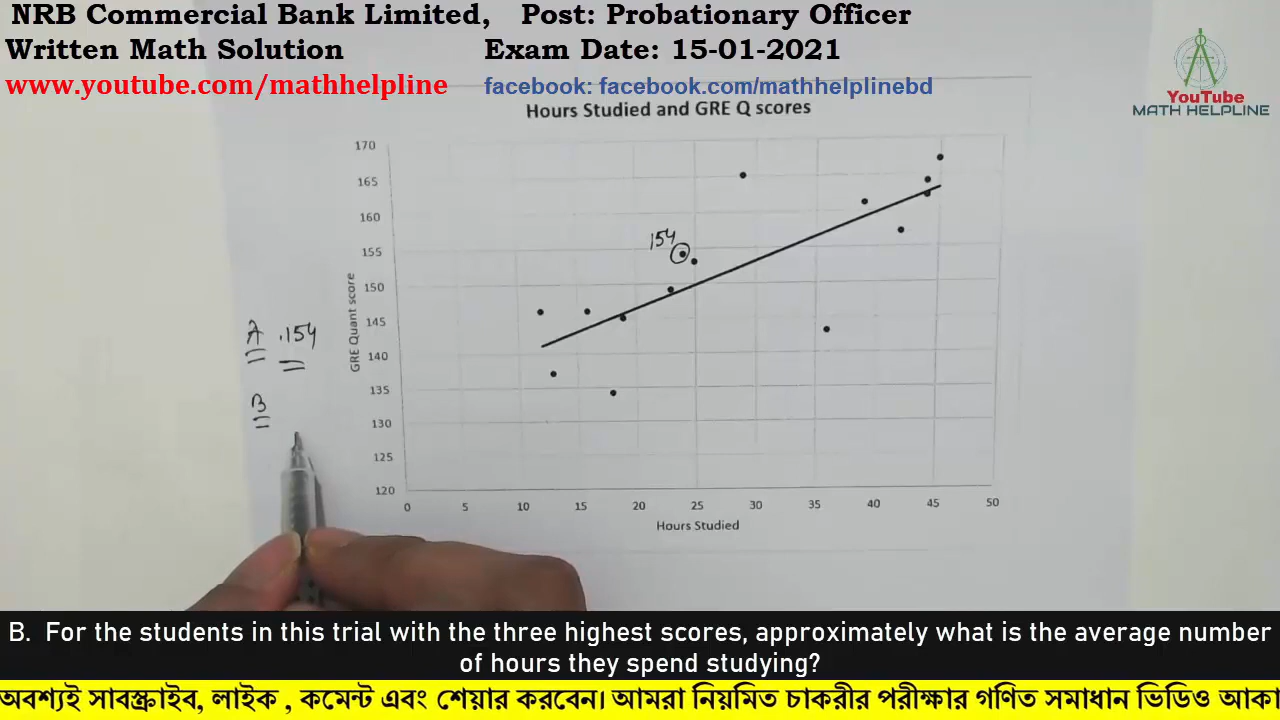 NRB Commercial Bank Limited, Post: Probationary Officer
Written Math Solution Exam Date: 15-01-2021
www.youtube.com/mathhelpline facebook: facebook.com/mathhelplinebd
YouTube
MATH HELPLINE
Hours Studied and GRE Q scores
170
165
160
155
150
145
140
135
130
125
120
GRE Quant score
154
A .154
B
0 5 10 15 20 25 30 35 40 45 50
Hours Studied
B. For the students in this trial with the three highest scores, approximately what is the average number
of hours they spend studying?
অবশ্যই সাবস্ক্রাইব, লাইক , কমেন্ট এবং শেয়ার করবেন। আমরা নিয়মিত চাকরীর পরীক্ষার গণিত সমাধান ভিডিও আকা